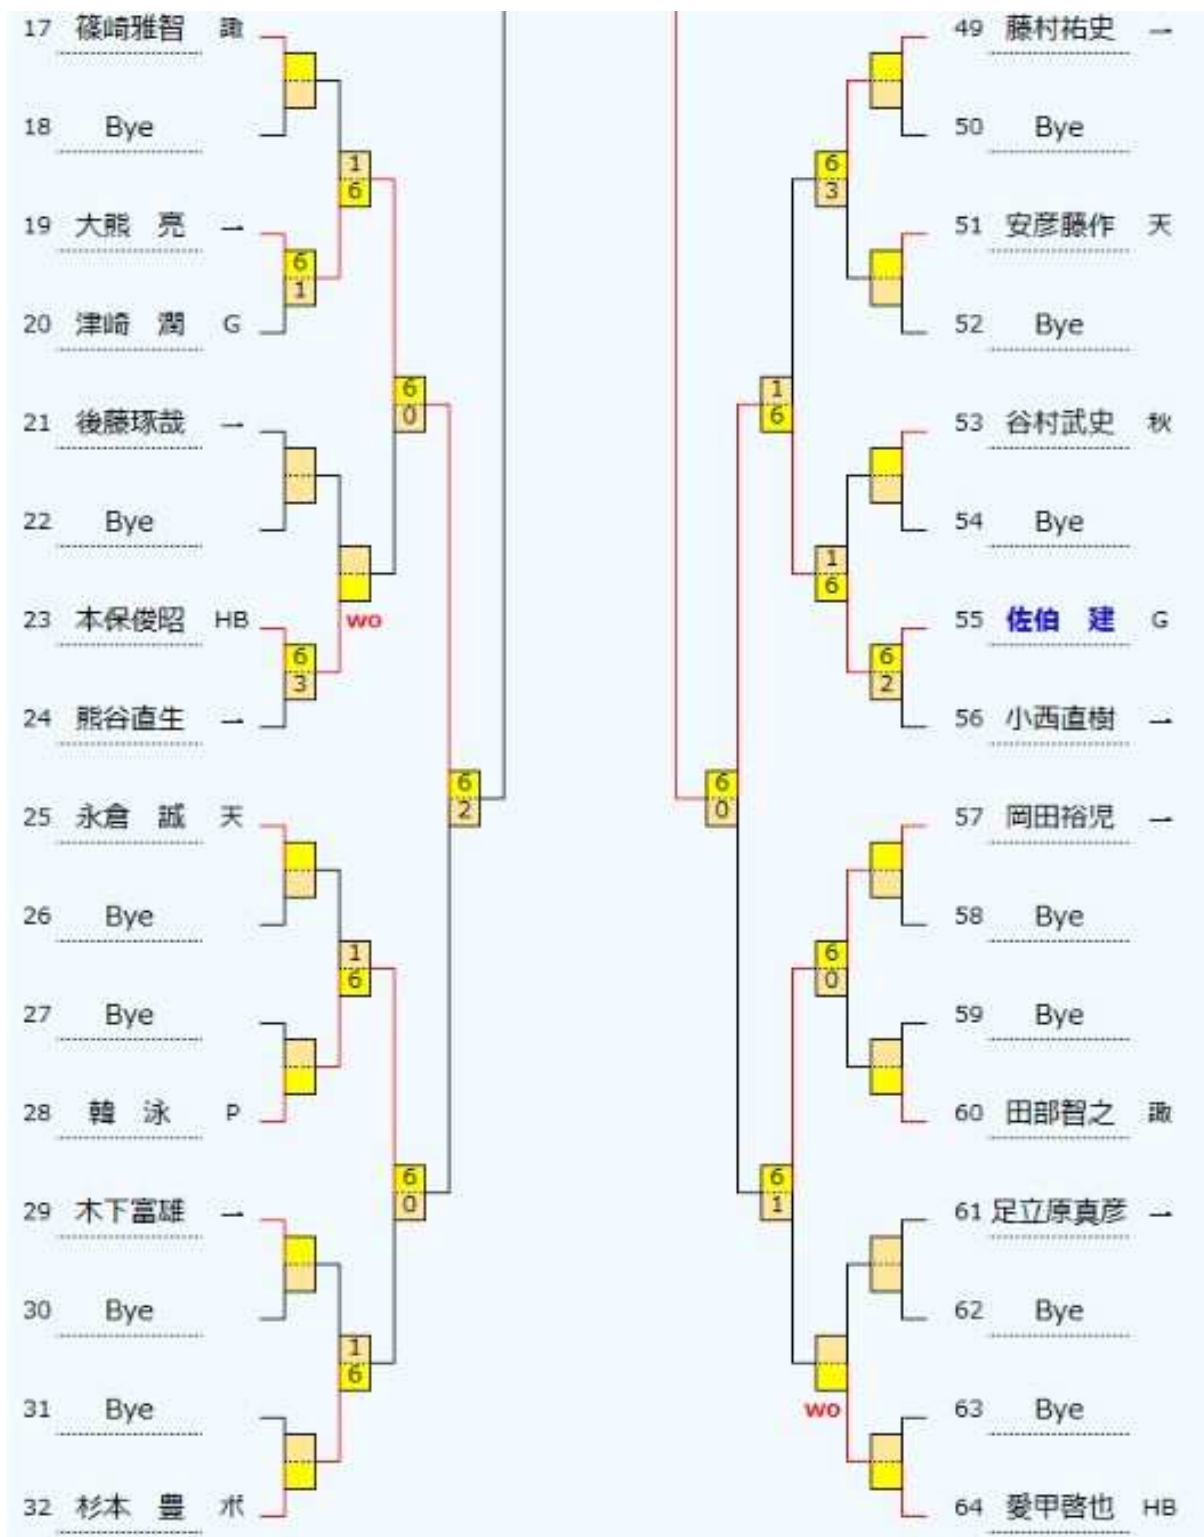 17 篠崎雅智 諏
18 Bye
19 大熊 亮 一
20 津崎 潤 G
21 後藤琢哉 一
22 Bye
23 本保俊昭 HB
24 熊谷直生 一
25 永倉 誠 天
26 Bye
27 Bye
28 韓 泳 P
29 木下富雄 一
30 Bye
31 Bye
32 杉本 豊 ポ
1
6
6
1
6
0
wo
6
3
6
2
1
6
6
0
1
6
49 藤村祐史 一
50 Bye
51 安彦藤作 天
52 Bye
53 谷村武史 秋
54 Bye
55 佐伯 建 G
56 小西直樹 一
57 岡田裕児 一
58 Bye
59 Bye
60 田部智之 諏
61 足立原真彦 一
62 Bye
63 Bye
64 愛甲啓也 HB
6
3
1
6
1
6
6
2
6
0
6
0
6
1
wo